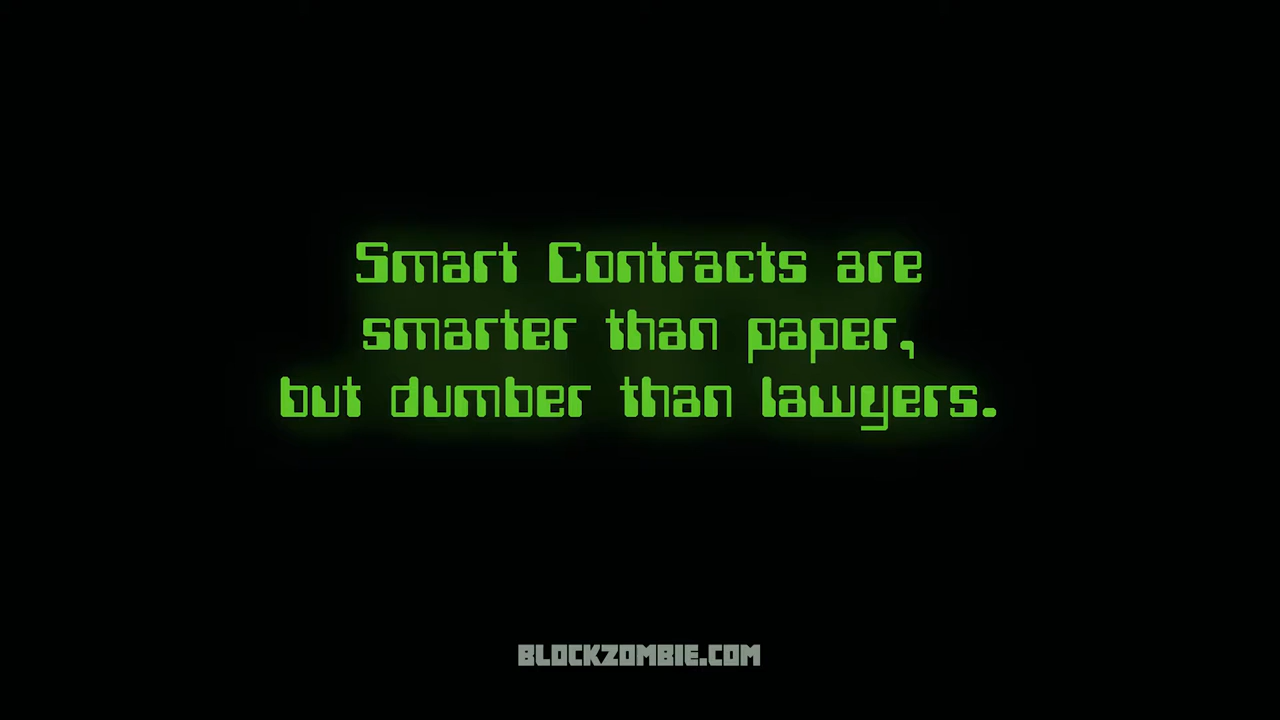 Smart Contracts are
smarter than paper,
but dumber than lawyers.
BLOCKZOMBIE.COM